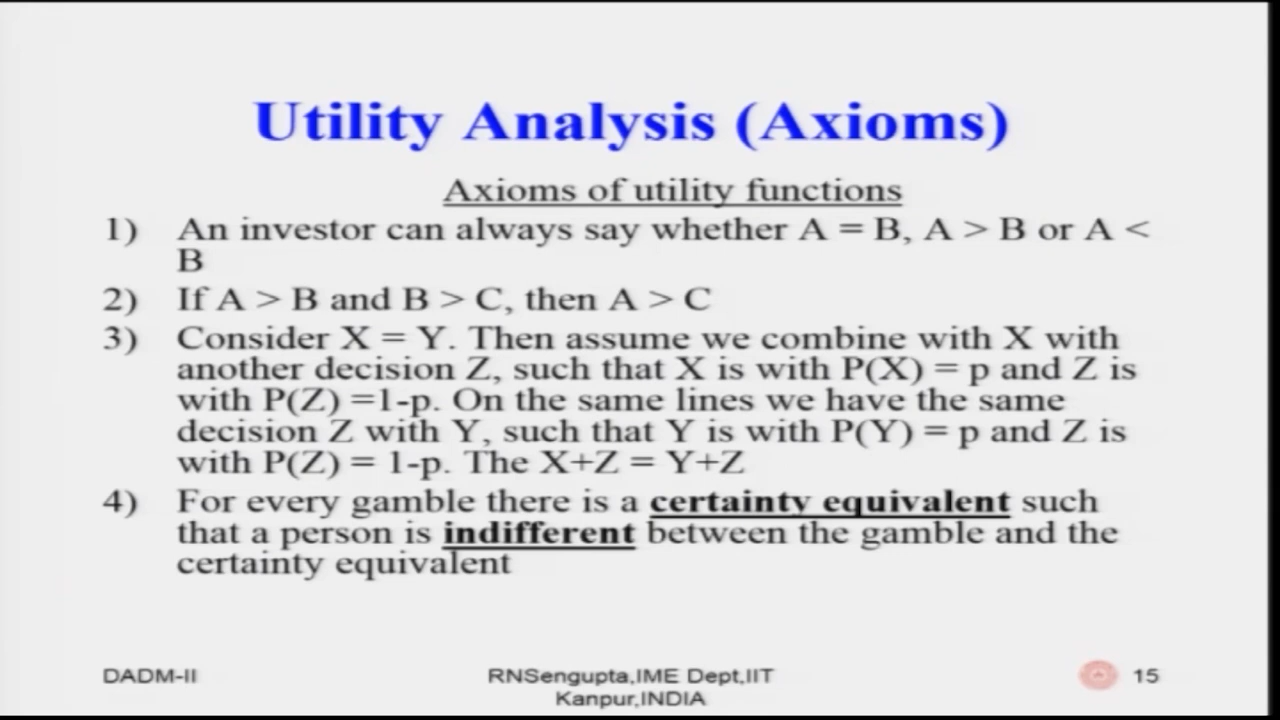 Utility Analysis (Axioms)
Axioms of utility functions
1) An investor can always say whether A = B, A > B or A <
B
2) If A > B and B > C, then A > C
3) Consider X = Y. Then assume we combine with X with
another decision Z, such that X is with P(X) = p and Z is
with P(Z) =1-p. On the same lines we have the same
decision Z with Y, such that Y is with P(Y) = p and Z is
with P(Z) = 1-p. The X+Z = Y+Z
4) For every gamble there is a certainty equivalent such
that a person is indifferent between the gamble and the
certainty equivalent
DADM-II
RNSengupta,IME Dept,IIT
Kanpur,INDIA
15